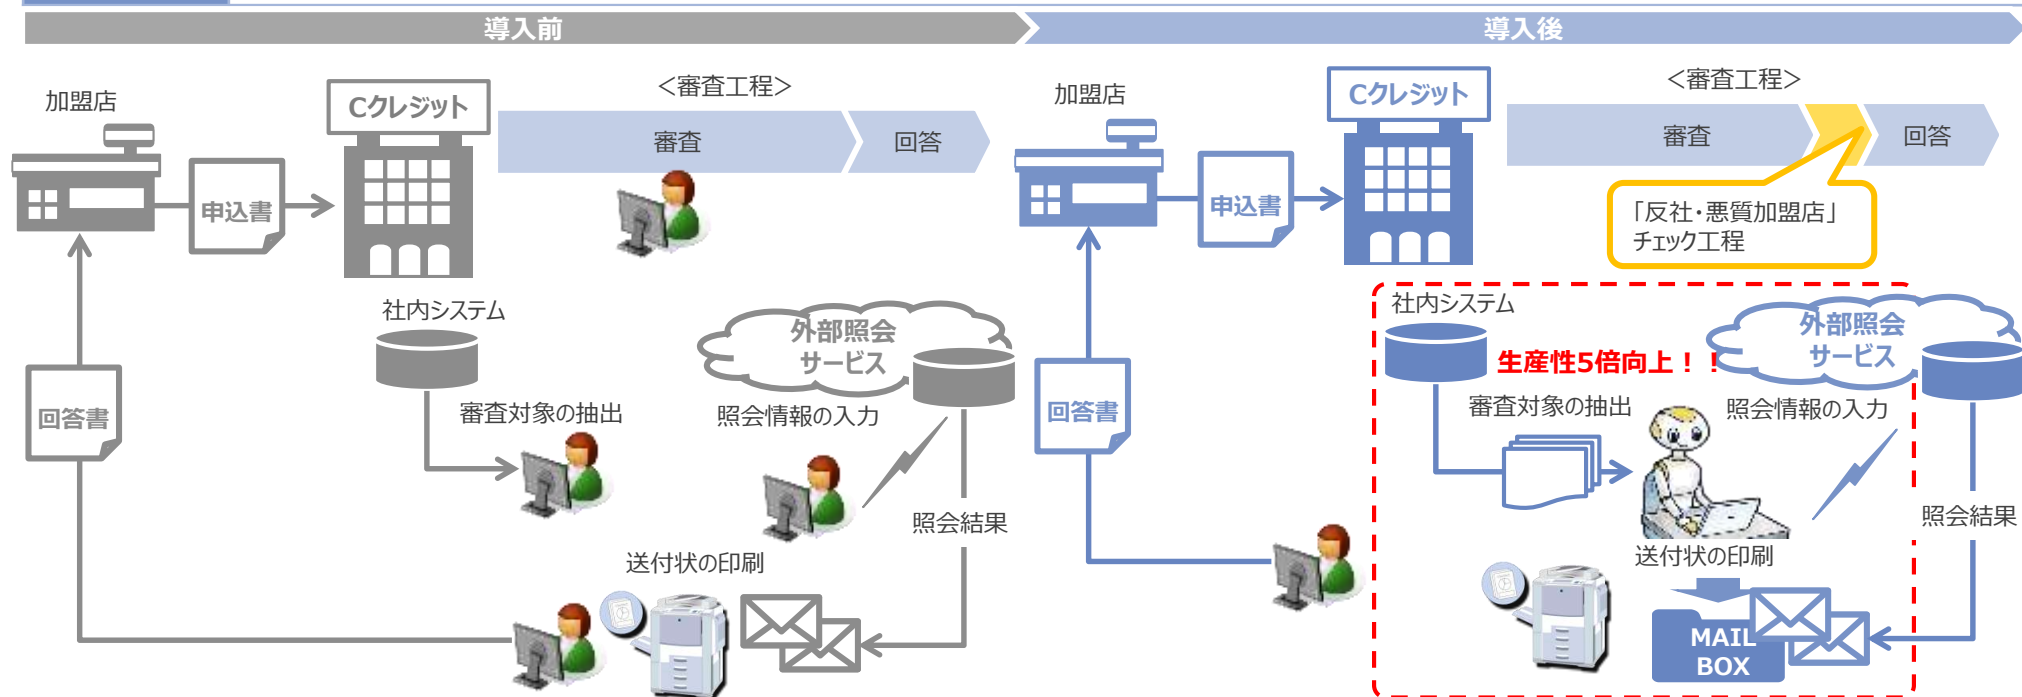 導入前
加盟店
Cクレジット
＜審査工程＞
審査
回答
申込書
社内システム
外部照会
サービス
審査対象の抽出
照会情報の入力
回答書
照会結果
送付状の印刷
導入後
加盟店
Cクレジット
＜審査工程＞
審査
回答
申込書
「反社・悪質加盟店」
チェック工程
社内システム
外部照会
サービス
生産性5倍向上！！
審査対象の抽出
照会情報の入力
回答書
照会結果
送付状の印刷
MAIL
BOX